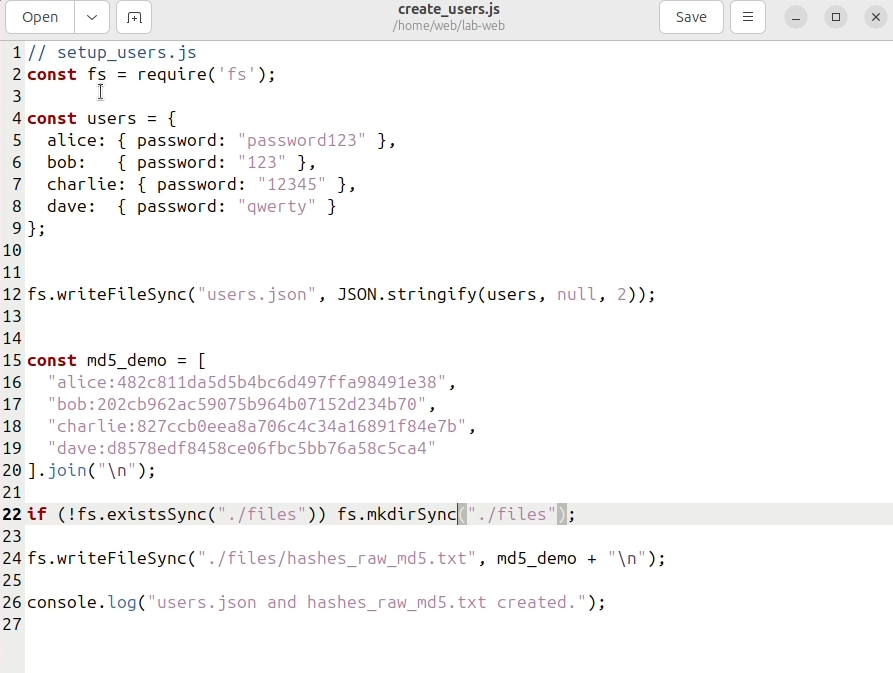 Open
create_users.js
/home/web/lab-web
Save
1 // setup_users.js
2 const fs = require('fs');
3
4 const users = {
5   alice: { password: "password123" },
6   bob:   { password: "123" },
7   charlie: { password: "12345" },
8   dave:  { password: "qwerty" }
9 };
10
11
12 fs.writeFileSync("users.json", JSON.stringify(users, null, 2));
13
14
15 const md5_demo = [
16   "alice:482c811da5d5b4bc6d497ffa98491e38",
17   "bob:202cb962ac59075b964b07152d234b70",
18   "charlie:827ccb0eea8a706c4c34a16891f84e7b",
19   "dave:d8578edf8458ce06fbc5bb76a58c5ca4"
20 ].join("\n");
21
22 if (!fs.existsSync("./files")) fs.mkdirSync("./files");
23
24 fs.writeFileSync("./files/hashes_raw_md5.txt", md5_demo + "\n");
25
26 console.log("users.json and hashes_raw_md5.txt created.");
27